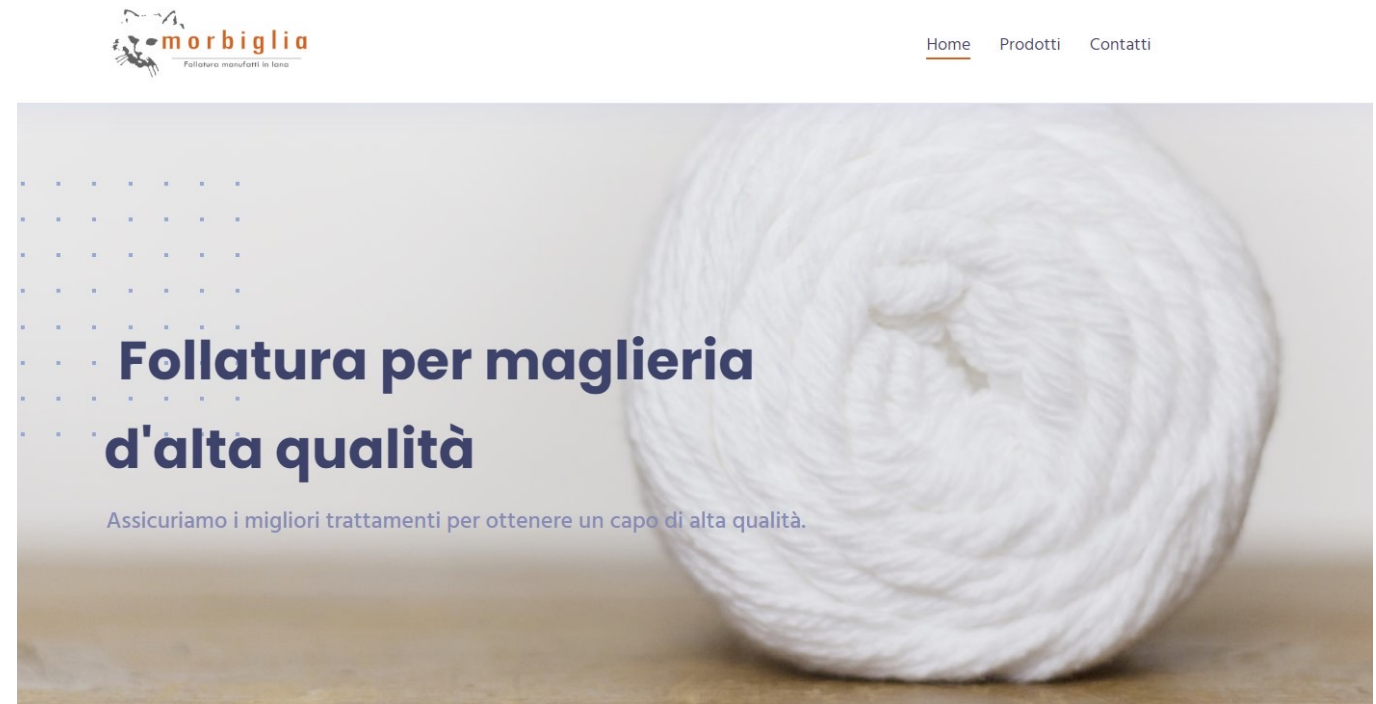 morbiglia
Follatura manufatti in lana
Home Prodotti Contatti
Follatura per maglieria
d'alta qualità
Assicuriamo i migliori trattamenti per ottenere un capo di alta qualità.